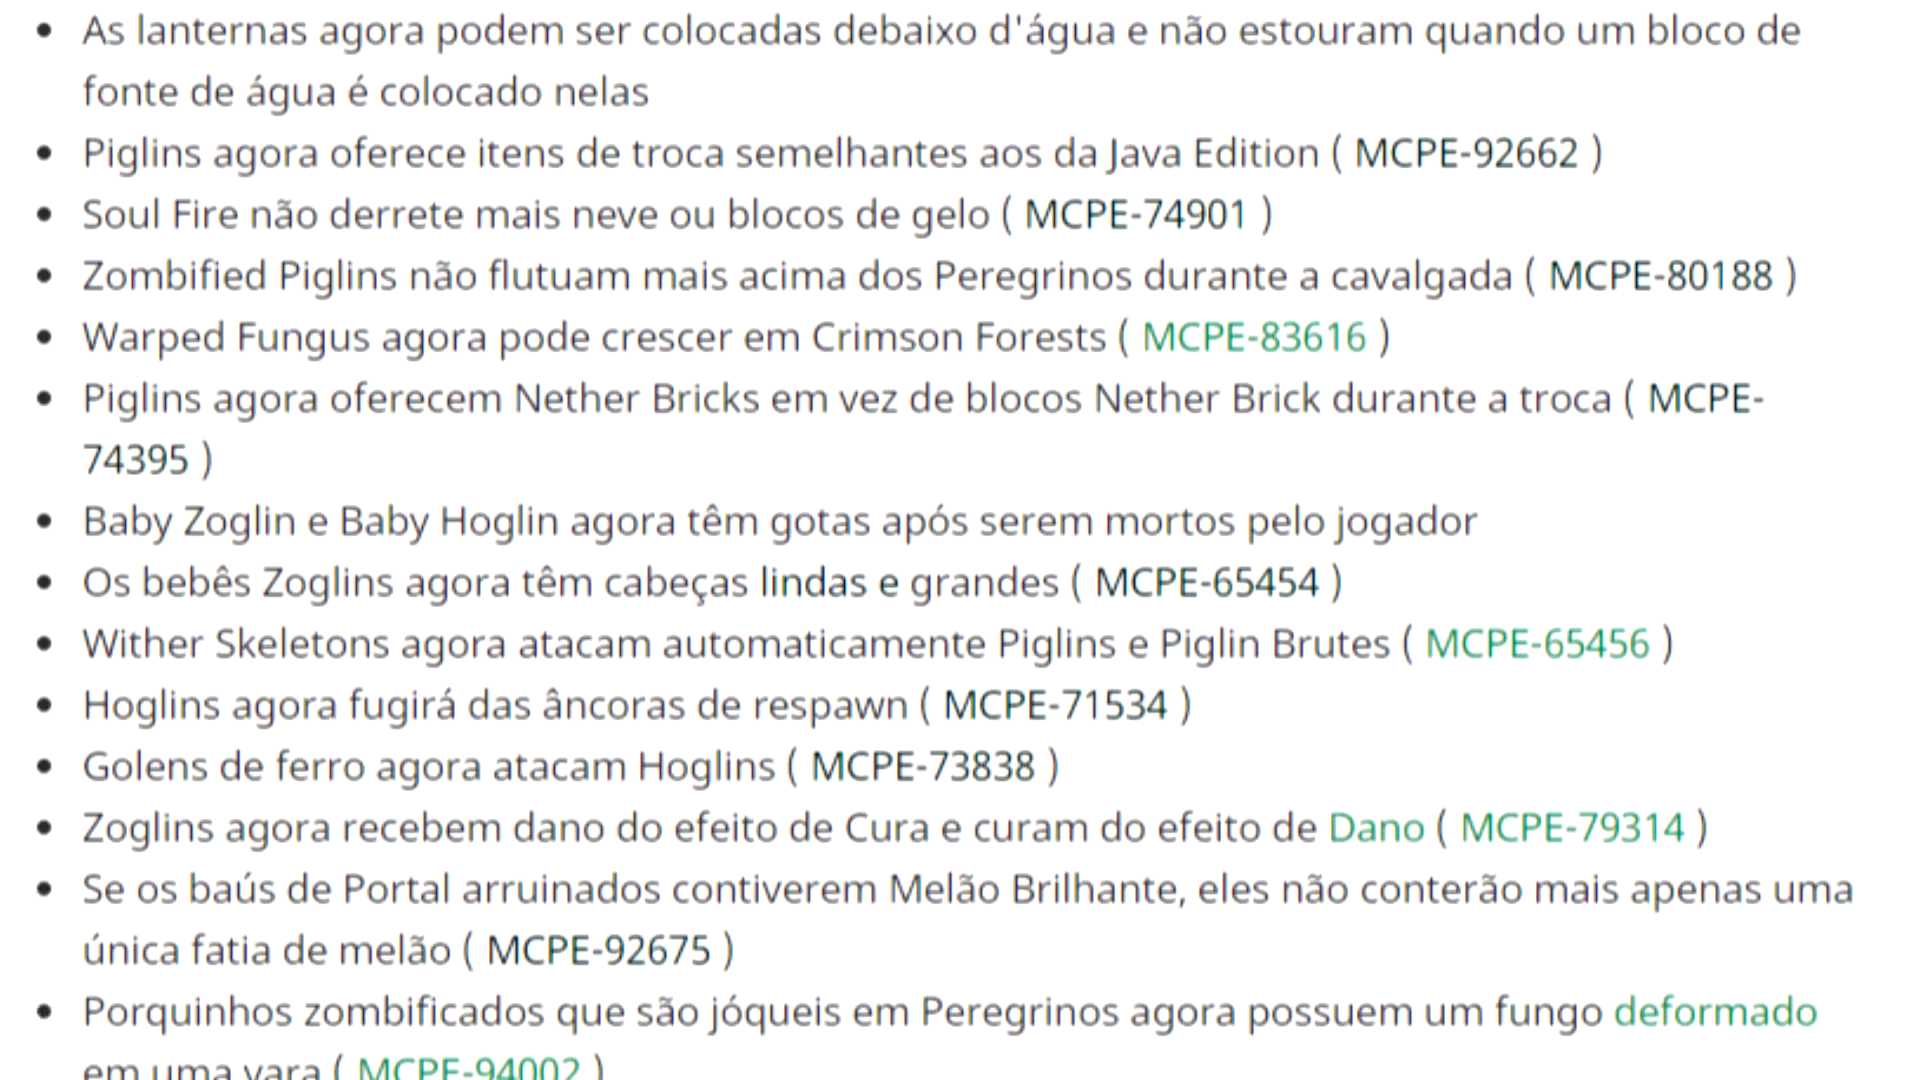 As lanternas agora podem ser colocadas debaixo d'água e não estouram quando um bloco de
fonte de água é colocado nelas
Piglins agora oferece itens de troca semelhantes aos da Java Edition ( MCPE-92662 )
Soul Fire não derrete mais neve ou blocos de gelo ( MCPE-74901 )
Zombified Piglins não flutuam mais acima dos Peregrinos durante a cavalgada ( MCPE-80188 )
Warped Fungus agora pode crescer em Crimson Forests ( MCPE-83616 )
Piglins agora oferecem Nether Bricks em vez de blocos Nether Brick durante a troca ( MCPE-
74395 )
Baby Zoglin e Baby Hoglin agora têm gotas após serem mortos pelo jogador
Os bebês Zoglins agora têm cabeças lindas e grandes ( MCPE-65454 )
Wither Skeletons agora atacam automaticamente Piglins e Piglin Brutes ( MCPE-65456 )
Hoglins agora fugirá das âncoras de respawn ( MCPE-71534 )
Golens de ferro agora atacam Hoglins ( MCPE-73838 )
Zoglins agora recebem dano do efeito de Cura e curam do efeito de Dano ( MCPE-79314 )
Se os baús de Portal arruinados contiverem Melão Brilhante, eles não conterão mais apenas uma
única fatia de melão ( MCPE-92675 )
Porquinhos zombificados que são jóqueis em Peregrinos agora possuem um fungo deformado
em uma vara ( MCPE-94002 )